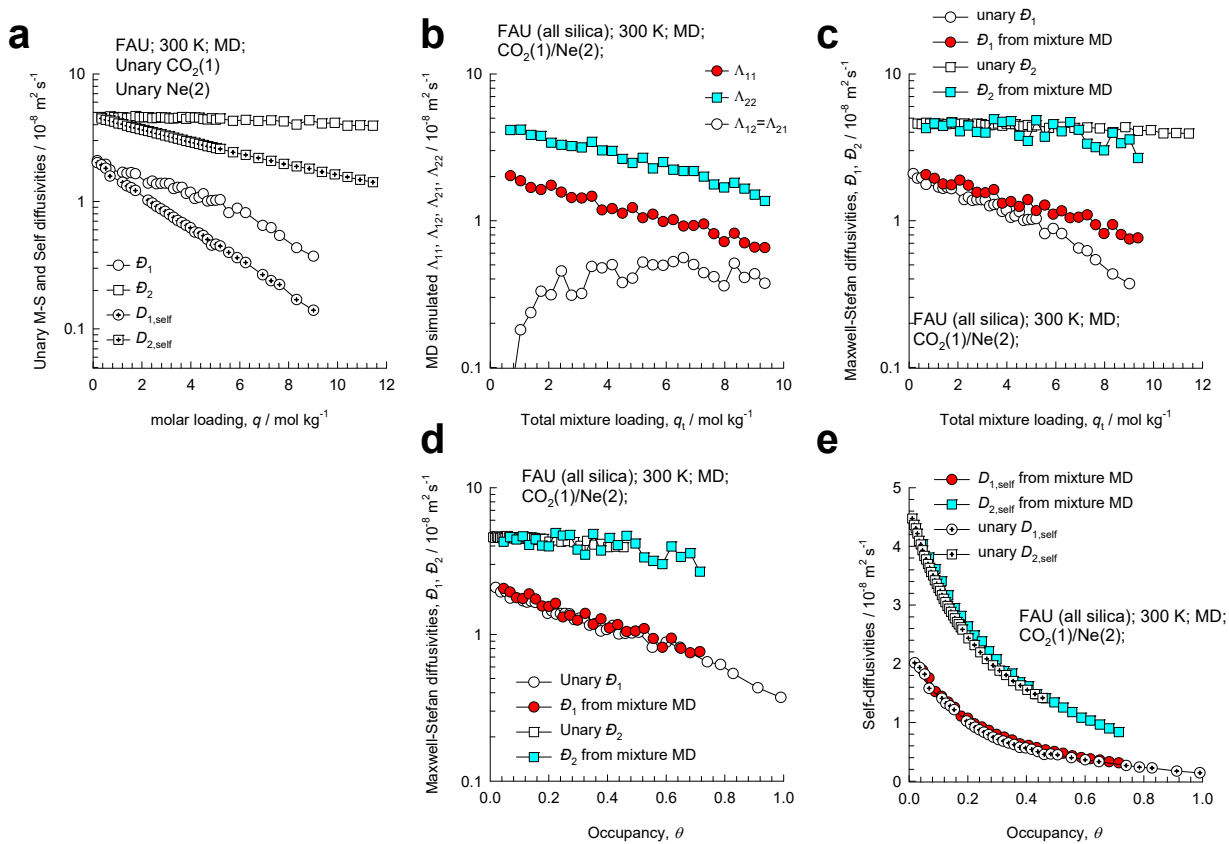 a
FAU; 300 K; MD;
Unary CO₂(1)
Unary Ne(2)
Unary M-S and Self diffusivities / 10⁻⁸ m² s⁻¹
10
1
0.1
Đ₁
Đ₂
D₁,self
D₂,self
0 2 4 6 8 10 12
molar loading, q / mol kg⁻¹
b
FAU (all silica); 300 K; MD;
CO₂(1)/Ne(2);
Λ₁₁
Λ₂₂
Λ₁₂=Λ₂₁
MD simulated Λ₁₁, Λ₁₂, Λ₂₁, Λ₂₂ / 10⁻⁸ m² s⁻¹
10
1
0.1
0 2 4 6 8 10
Total mixture loading, qₜ / mol kg⁻¹
c
unary Đ₁
Đ₁ from mixture MD
unary Đ₂
Đ₂ from mixture MD
Maxwell-Stefan diffusivities, Đ₁, Đ₂ / 10⁻⁸ m² s⁻¹
10
1
0.1
FAU (all silica); 300 K; MD;
CO₂(1)/Ne(2);
0 2 4 6 8 10 12
Total mixture loading, qₜ / mol kg⁻¹
d
FAU (all silica); 300 K; MD;
CO₂(1)/Ne(2);
Maxwell-Stefan diffusivities, Đ₁, Đ₂ / 10⁻⁸ m² s⁻¹
10
1
0.1
Unary Đ₁
Đ₁ from mixture MD
Unary Đ₂
Đ₂ from mixture MD
0.0 0.2 0.4 0.6 0.8 1.0
Occupancy, θ
e
D₁,self from mixture MD
D₂,self from mixture MD
unary D₁,self
unary D₂,self
FAU (all silica); 300 K; MD;
CO₂(1)/Ne(2);
Self-diffusivities / 10⁻⁸ m² s⁻¹
5
4
3
2
1
0
0.0 0.2 0.4 0.6 0.8 1.0
Occupancy, θ